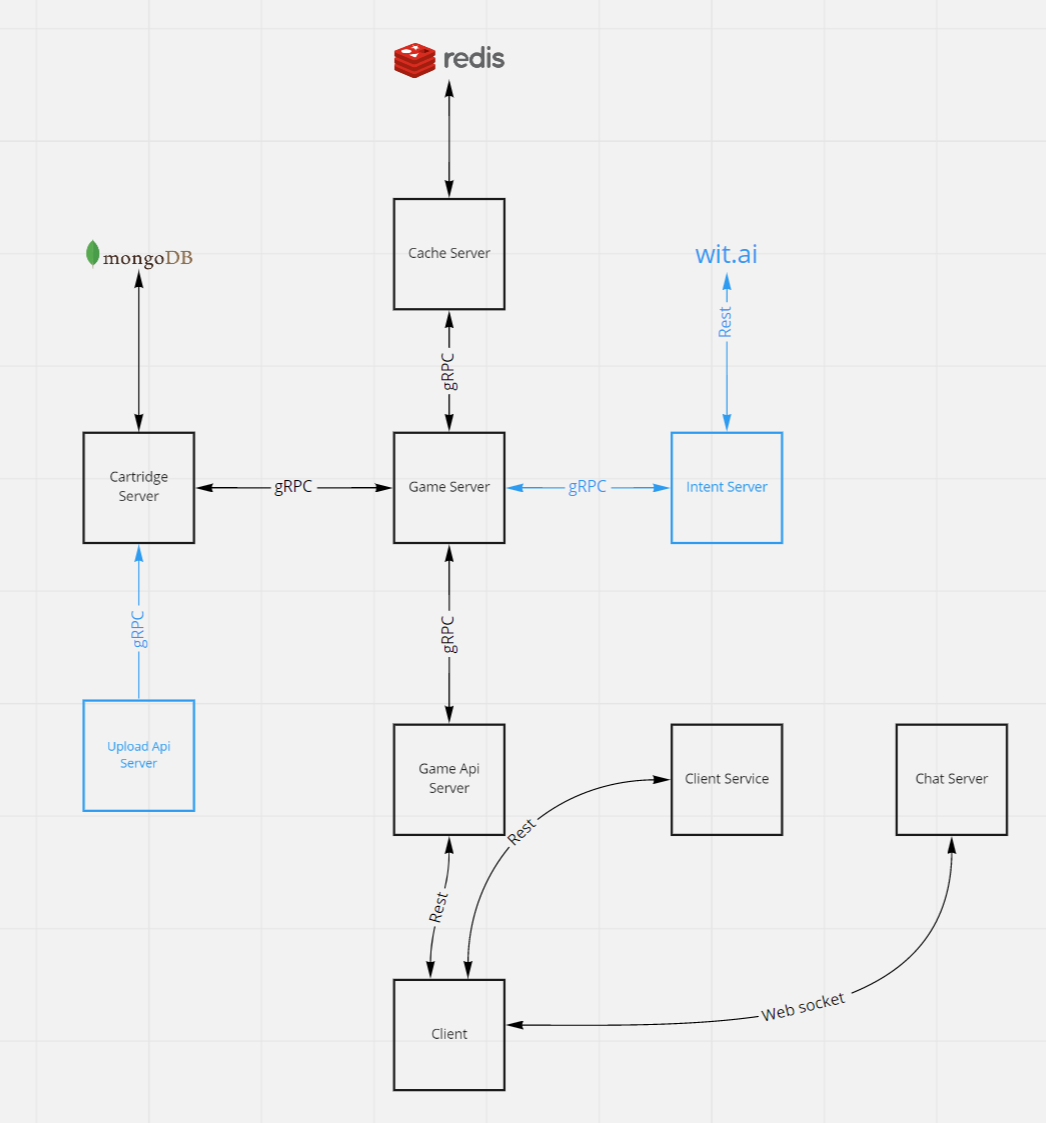 redis
Cache Server
mongoDB
wit.ai
Rest
gRPC
Cartridge
Server
gRPC
Game Server
gRPC
Intent Server
gRPC
gRPC
Upload Api
Server
Game Api
Server
Client Service
Chat Server
Rest
Rest
Web socket
Client